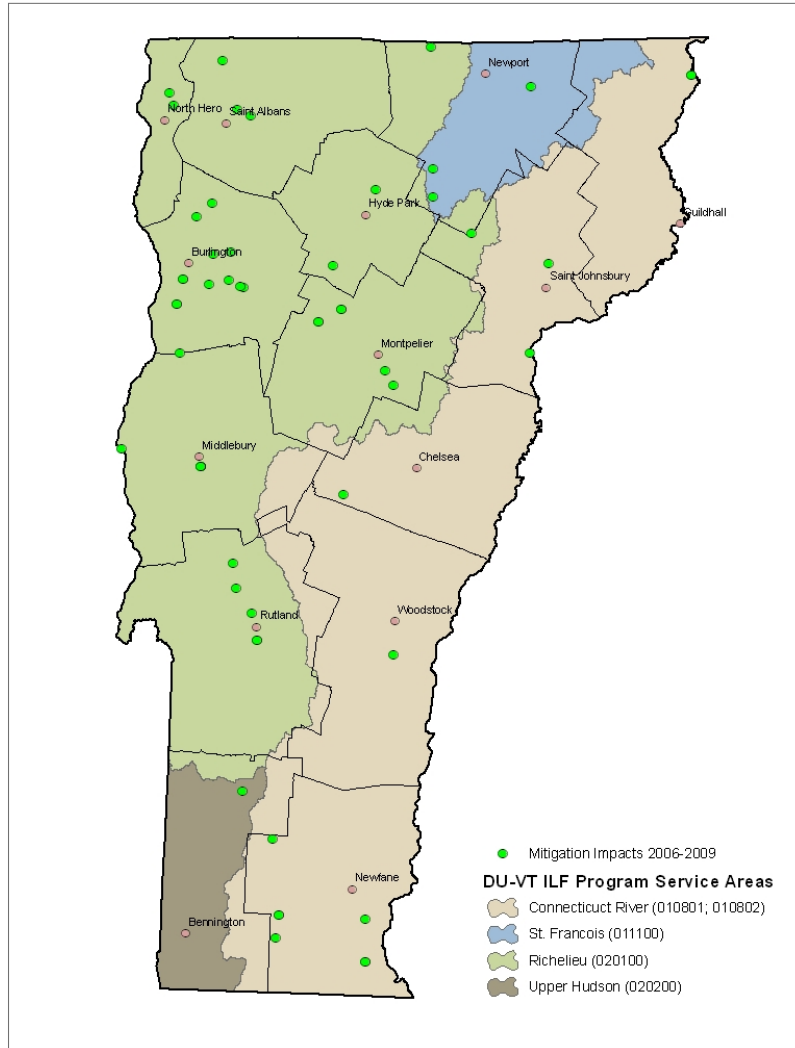 Newport
North Hero
Saint Albans
Hyde Park
Guildhall
Burlington
Saint Johnsbury
Montpelier
Middlebury
Chelsea
Rutland
Woodstock
Mitigation Impacts 2006-2009
DU-VT ILF Program Service Areas
Newfane
Connecticuct River (010801; 010802)
Bennington
St. Francois (011100)
Richelieu (020100)
Upper Hudson (020200)